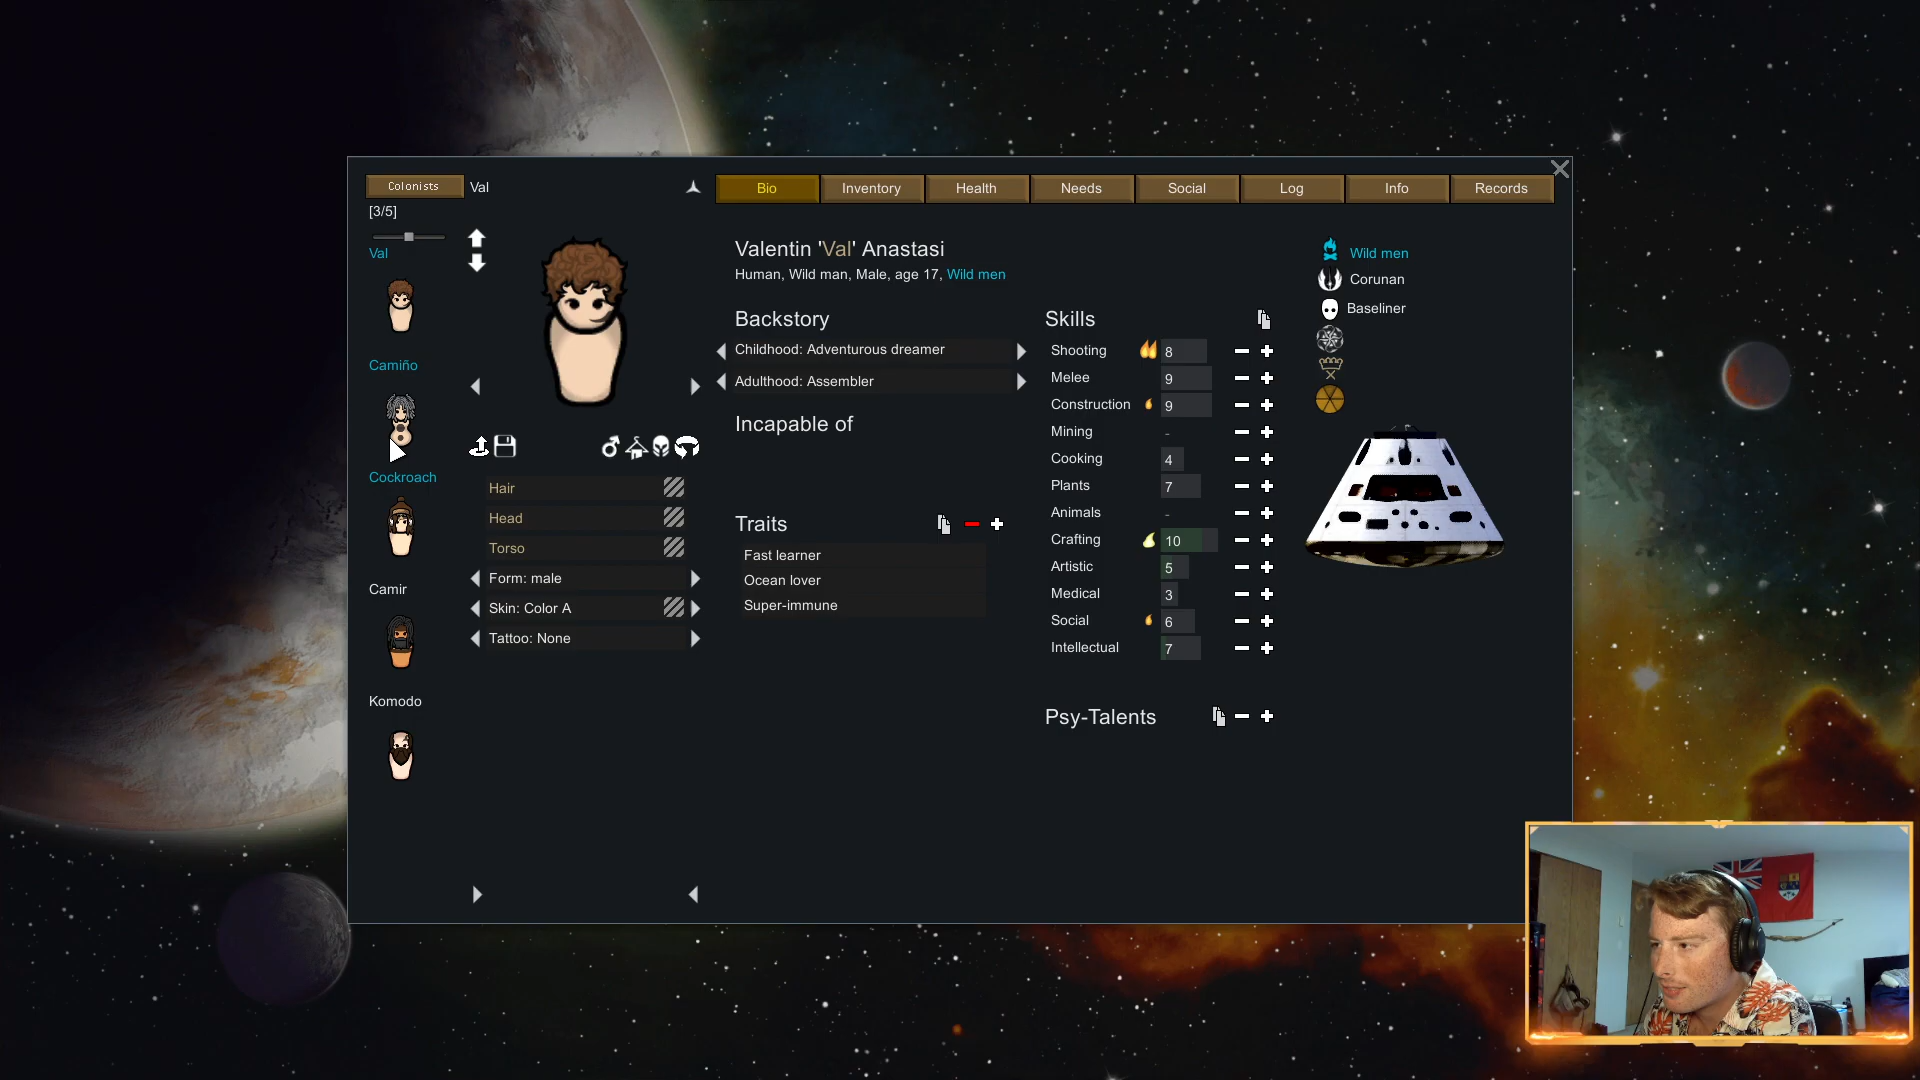 Colonists
Val
[3/5]
Val
Camiño
Cockroach
Camir
Komodo
Hair
Head
Torso
Form: male
Skin: Color A
Tattoo: None
Bio
Inventory
Health
Needs
Social
Log
Info
Records
Valentin 'Val' Anastasi
Human, Wild man, Male, age 17, Wild men
Backstory
Childhood: Adventurous dreamer
Adulthood: Assembler
Incapable of
Traits
Fast learner
Ocean lover
Super-immune
Skills
Shooting 8
Melee 9
Construction 9
Mining -
Cooking 4
Plants 7
Animals -
Crafting 10
Artistic 5
Medical 3
Social 6
Intellectual 7
Psy-Talents
Wild men
Corunan
Baseliner